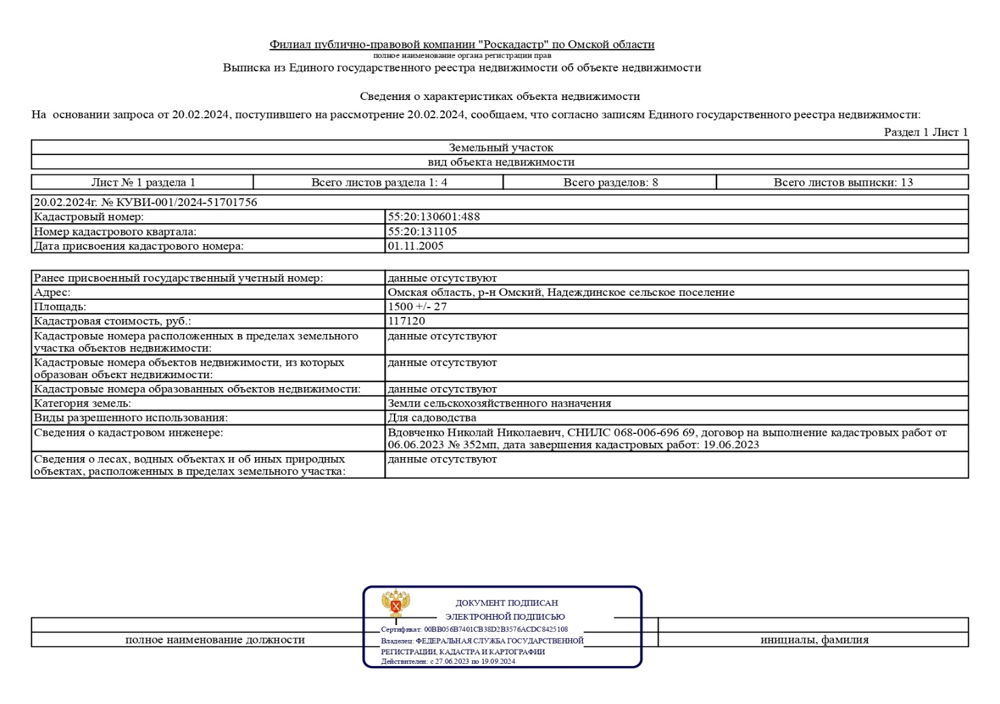 Филиал публично-правовой компании "Роскадастр" по Омской области
полное наименование органа регистрации прав
Выписка из Единого государственного реестра недвижимости об объекте недвижимости
Сведения о характеристиках объекта недвижимости
На основании запроса от 20.02.2024, поступившего на рассмотрение 20.02.2024, сообщаем, что согласно записям Единого государственного реестра недвижимости:
Раздел 1 Лист 1
Земельный участок
вид объекта недвижимости
Лист № 1 раздела 1 Всего листов раздела 1: 4 Всего разделов: 8 Всего листов выписки: 13
20.02.2024г. № КУВИ-001/2024-51701756
Кадастровый номер: 55:20:130601:488
Номер кадастрового квартала: 55:20:131105
Дата присвоения кадастрового номера: 01.11.2005
Ранее присвоенный государственный учетный номер: данные отсутствуют
Адрес: Омская область, р-н Омский, Надеждинское сельское поселение
Площадь: 1500 +/- 27
Кадастровая стоимость, руб.: 117120
Кадастровые номера расположенных в пределах земельного данные отсутствуют
участка объектов недвижимости:
Кадастровые номера объектов недвижимости, из которых данные отсутствуют
образован объект недвижимости:
Кадастровые номера образованных объектов недвижимости: данные отсутствуют
Категория земель: Земли сельскохозяйственного назначения
Виды разрешенного использования: Для садоводства
Сведения о кадастровом инженере: Вдовченко Николай Николаевич, СНИЛС 068-006-696 69, договор на выполнение кадастровых работ от
06.06.2023 № 352мп, дата завершения кадастровых работ: 19.06.2023
Сведения о лесах, водных объектах и об иных природных данные отсутствуют
объектах, расположенных в пределах земельного участка:
ДОКУМЕНТ ПОДПИСАН
ЭЛЕКТРОННОЙ ПОДПИСЬЮ
Сертификат: 00BB056B7401CB38D2B3576ACDC8425108
Владелец: ФЕДЕРАЛЬНАЯ СЛУЖБА ГОСУДАРСТВЕННОЙ
РЕГИСТРАЦИИ, КАДАСТРА И КАРТОГРАФИИ
Действителен: с 27.06.2023 по 19.09.2024
полное наименование должности инициалы, фамилия